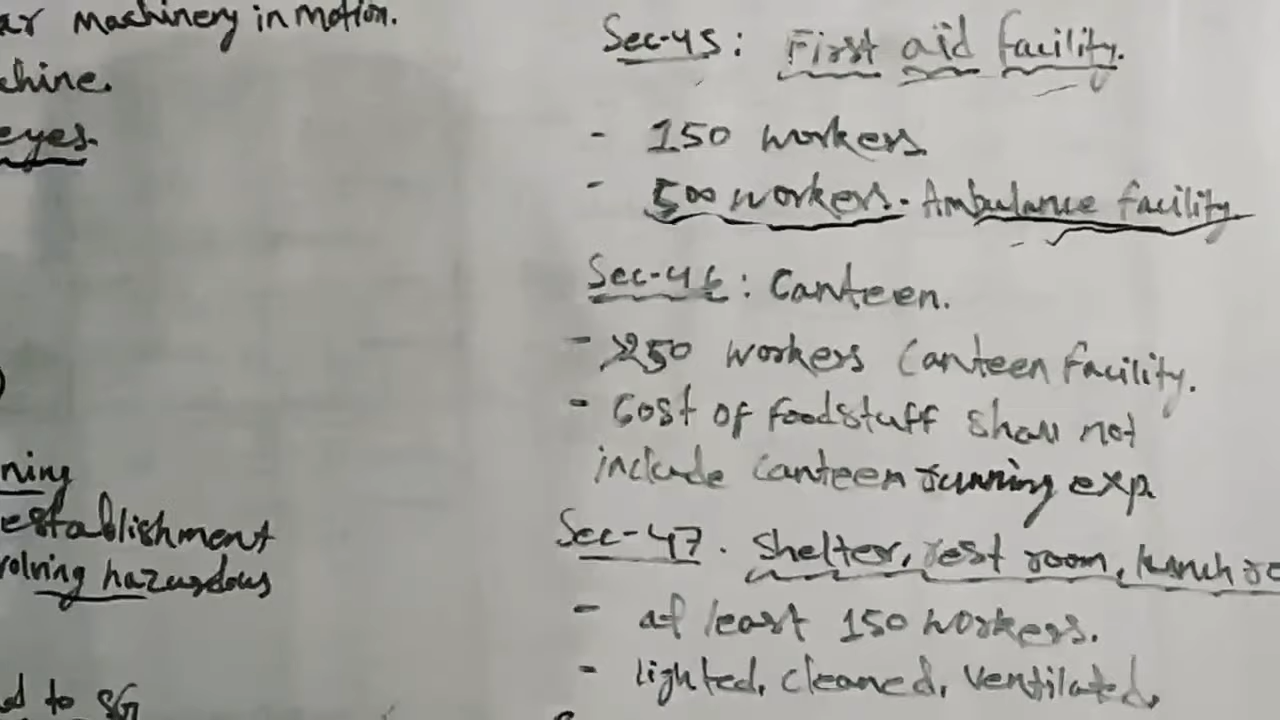 ar machinery in motion.
chine.
eyes.
ning
establishment
volving hazardous
ed to SG
Sec-45: First aid facility.
- 150 workers
- 500 workers. Ambulance facility
Sec-46: Canteen.
- >250 workers Canteen facility.
- Cost of foodstuff shall not
include canteen running exp.
Sec-47. Shelter, rest room, lunch ro
- at least 150 workers.
- lighted, cleaned, ventilated.